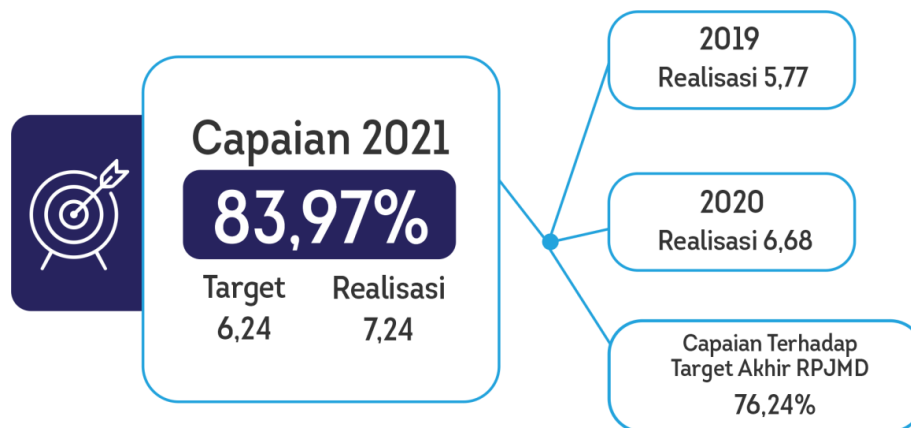 Capaian 2021
83,97%
Target
6,24
Realisasi
7,24
2019
Realisasi 5,77
2020
Realisasi 6,68
Capaian Terhadap
Target Akhir RPJMD
76,24%